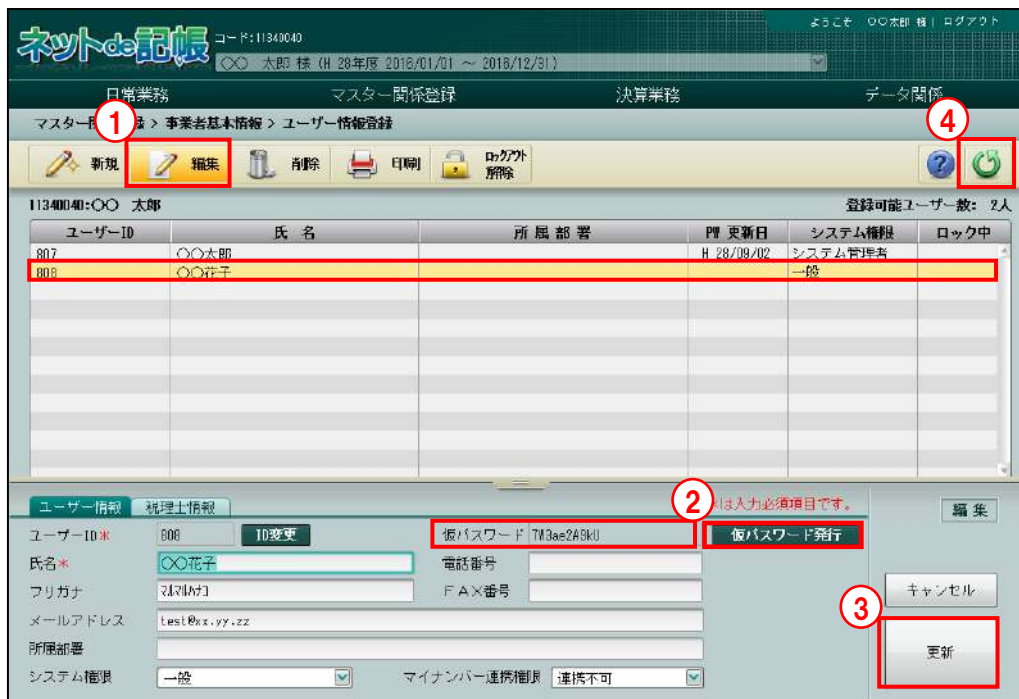 ようこそ 〇〇太郎 様 | ログアウト
ネットde記帳 コード:11340040
〇〇 太郎 様 (H 28年度 2016/01/01 ～ 2016/12/31)
日常業務 マスター関係登録 決算業務 データ関係
マスター関 録 > 事業者基本情報 > ユーザー情報登録
1 4
新規 編集 削除 印刷 ロックアウト解除 ?
11340040:〇〇 太郎 登録可能ユーザー数: 2人
ユーザーID 氏 名 所 属 部 署 PW 更新日 システム権限 ロック中
807 〇〇太郎 H 28/09/02 システム管理者
808 〇〇花子 一般
ユーザー情報 税理士情報 2 は入力必須項目です。 編 集
ユーザーID* 808 ID変更 仮パスワード 7W3ae2A9kU 仮パスワード発行
氏名* 〇〇花子 電話番号
フリガナ ﾏﾙﾏﾙﾊﾅｺ FAX番号 キャンセル
メールアドレス test@xx.yy.zz 3
所属部署 更新
システム権限 一般 マイナンバー連携権限 連携不可